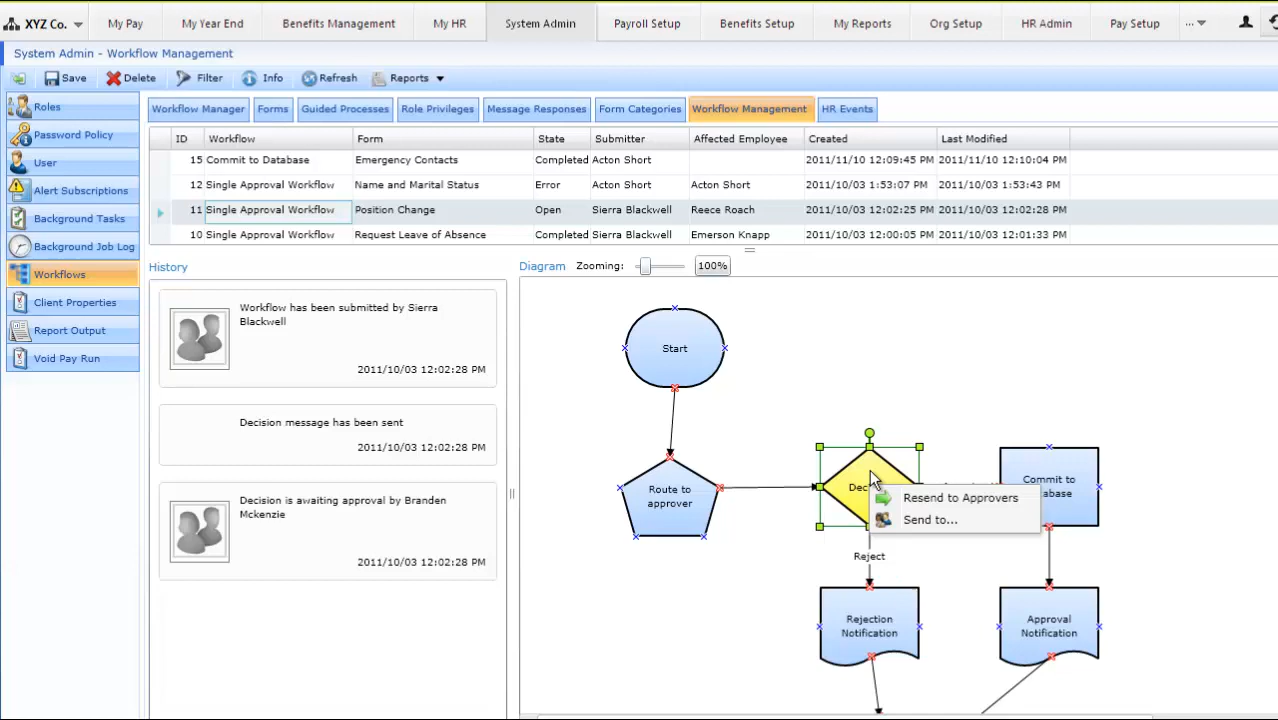 XYZ Co.
My Pay
My Year End
Benefits Management
My HR
System Admin
Payroll Setup
Benefits Setup
My Reports
Org Setup
HR Admin
Pay Setup
...
System Admin - Workflow Management
Save
Delete
Filter
Info
Refresh
Reports
Roles
Password Policy
User
Alert Subscriptions
Background Tasks
Background Job Log
Workflows
Client Properties
Report Output
Void Pay Run
Workflow Manager
Forms
Guided Processes
Role Privileges
Message Responses
Form Categories
Workflow Management
HR Events
ID Workflow Form State Submitter Affected Employee Created Last Modified
15 Commit to Database Emergency Contacts Completed Acton Short 2011/11/10 12:09:45 PM 2011/11/10 12:10:04 PM
12 Single Approval Workflow Name and Marital Status Error Acton Short Acton Short 2011/10/03 1:53:07 PM 2011/10/03 1:53:43 PM
11 Single Approval Workflow Position Change Open Sierra Blackwell Reece Roach 2011/10/03 12:02:25 PM 2011/10/03 12:02:28 PM
10 Single Approval Workflow Request Leave of Absence Completed Sierra Blackwell Emerson Knapp 2011/10/03 12:00:05 PM 2011/10/03 12:01:33 PM
History
Workflow has been submitted by Sierra
Blackwell
2011/10/03 12:02:28 PM
Decision message has been sent
2011/10/03 12:02:28 PM
Decision is awaiting approval by Branden
Mckenzie
2011/10/03 12:02:28 PM
Diagram Zooming: 100%
Start
Route to
approver
Dec
Resend to Approvers
Send to...
Commit to
abase
Reject
Rejection
Notification
Approval
Notification